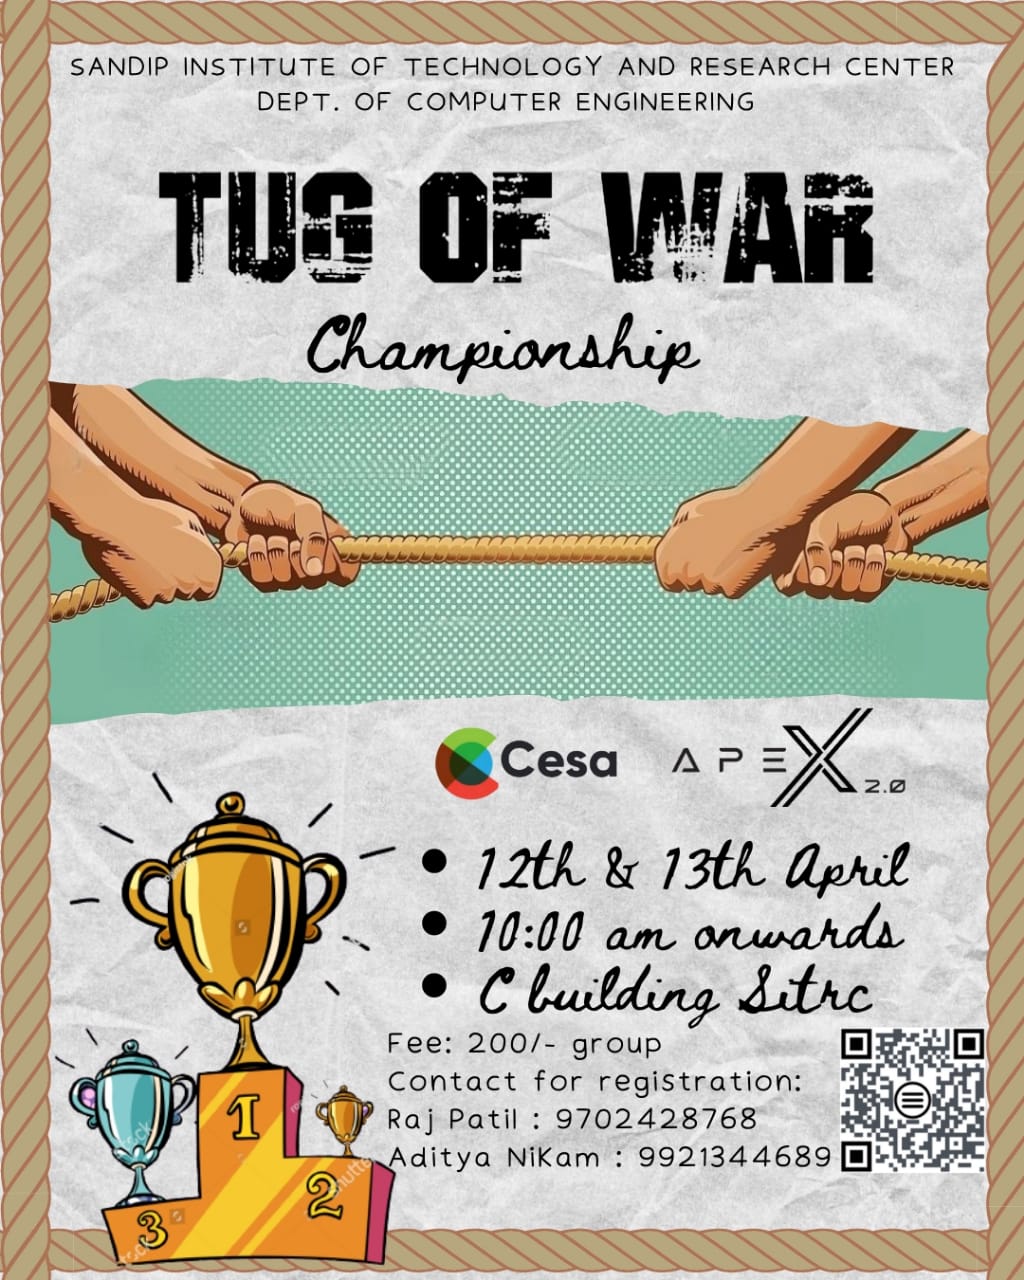 SANDIP INSTITUTE OF TECHNOLOGY AND RESEARCH CENTER
DEPT. OF COMPUTER ENGINEERING
TUG OF WAR
Championship
Cesa
APEX 2.0
12th & 13th April
10:00 am onwards
C building Sitrc
Fee: 200/- group
Contact for registration:
Raj Patil : 9702428768
Aditya NiKam : 9921344689
1
2
3